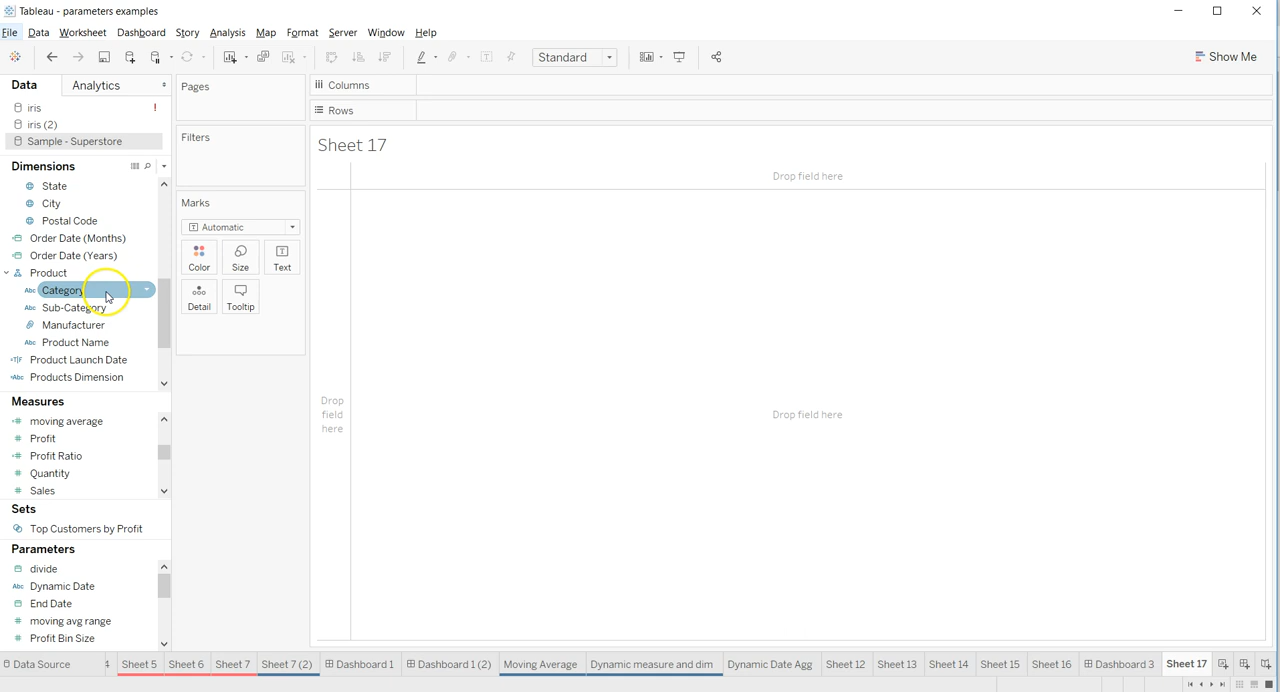 Tableau - parameters examples
File Data Worksheet Dashboard Story Analysis Map Format Server Window Help
Standard
Show Me
Data Analytics
iris !
iris (2)
Sample - Superstore
Dimensions
State
City
Postal Code
Order Date (Months)
Order Date (Years)
Product
Abc Category
Abc Sub-Category
Manufacturer
Abc Product Name
=T|F Product Launch Date
=Abc Products Dimension
Measures
=# moving average
# Profit
=# Profit Ratio
# Quantity
# Sales
Sets
Top Customers by Profit
Parameters
divide
Abc Dynamic Date
End Date
# moving avg range
# Profit Bin Size
Pages
Filters
Marks
T Automatic
Color Size Text
Detail Tooltip
Columns
Rows
Sheet 17
Drop field here
Drop
field
here
Drop field here
Data Source 4 Sheet 5 Sheet 6 Sheet 7 Sheet 7 (2) Dashboard 1 Dashboard 1 (2) Moving Average Dynamic measure and dim Dynamic Date Agg Sheet 12 Sheet 13 Sheet 14 Sheet 15 Sheet 16 Dashboard 3 Sheet 17